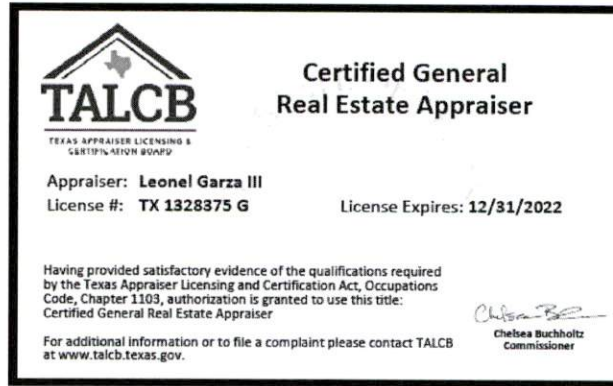 TALCB
TEXAS APPRAISER LICENSING &
CERTIFICATION BOARD
Certified General
Real Estate Appraiser
Appraiser: Leonel Garza III
License #: TX 1328375 G
License Expires: 12/31/2022
Having provided satisfactory evidence of the qualifications required
by the Texas Appraiser Licensing and Certification Act, Occupations
Code, Chapter 1103, authorization is granted to use this title:
Certified General Real Estate Appraiser
For additional information or to file a complaint please contact TALCB
at www.talcb.texas.gov.
Chelsea Buchholtz
Commissioner